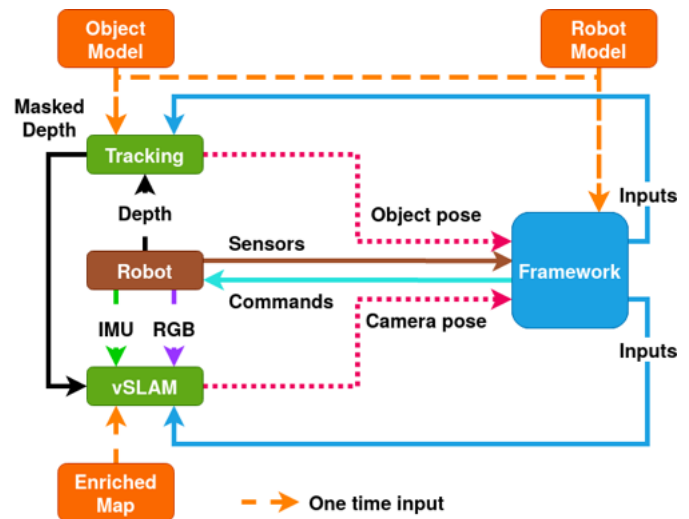 Object
Model
Robot
Model
Masked
Depth
Tracking
Inputs
Depth
Object pose
Sensors
Robot
Framework
Commands
IMU
RGB
Camera pose
Inputs
vSLAM
Enriched
Map
One time input